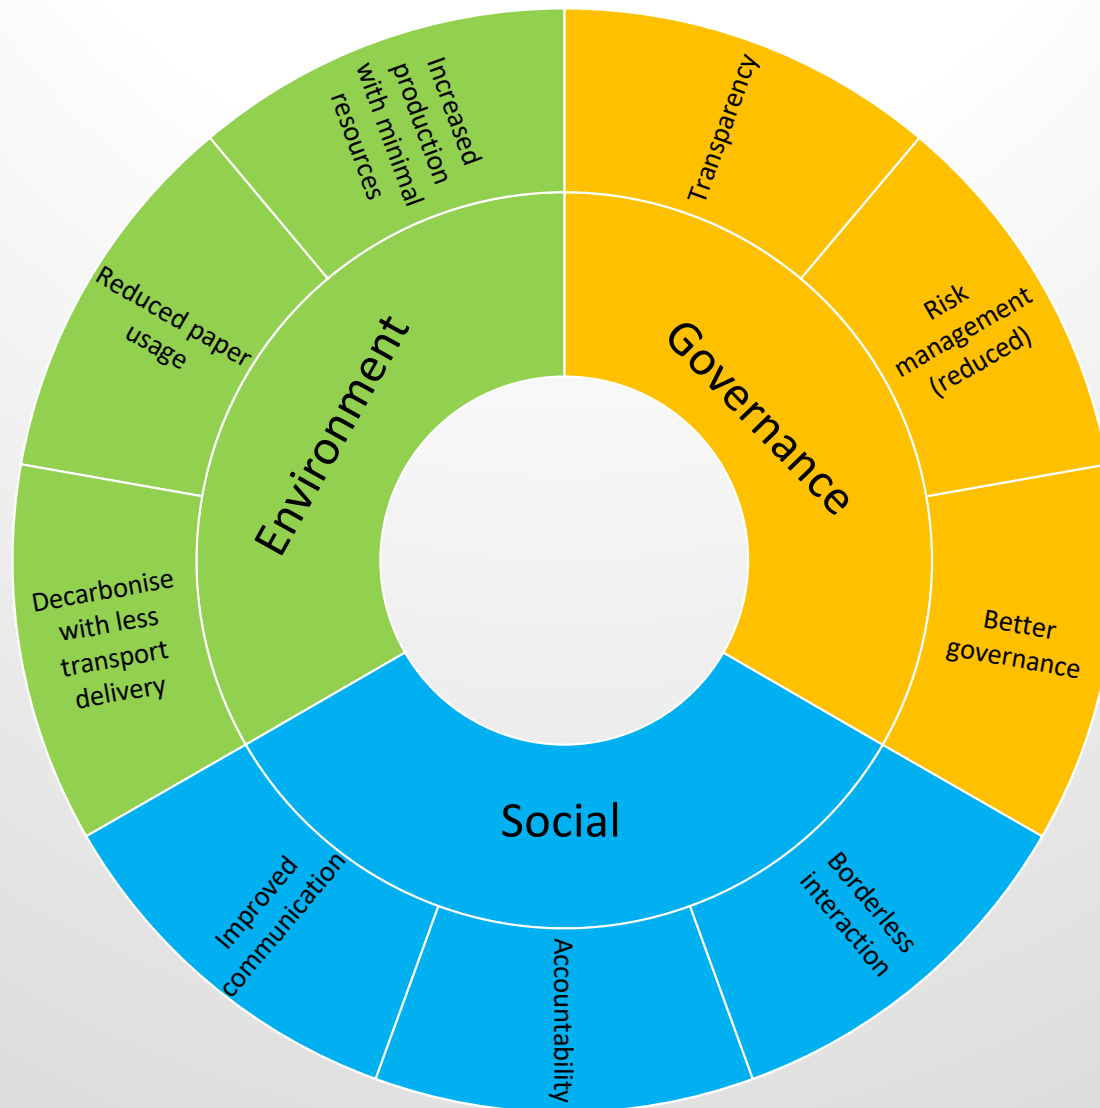 Increased
production
with minimal
resources
Transparency
Reduced paper
usage
Risk
management
(reduced)
Environment
Governance
Decarbonise
with less
transport
delivery
Better
governance
Social
Improved
communication
Accountability
Borderless
interaction